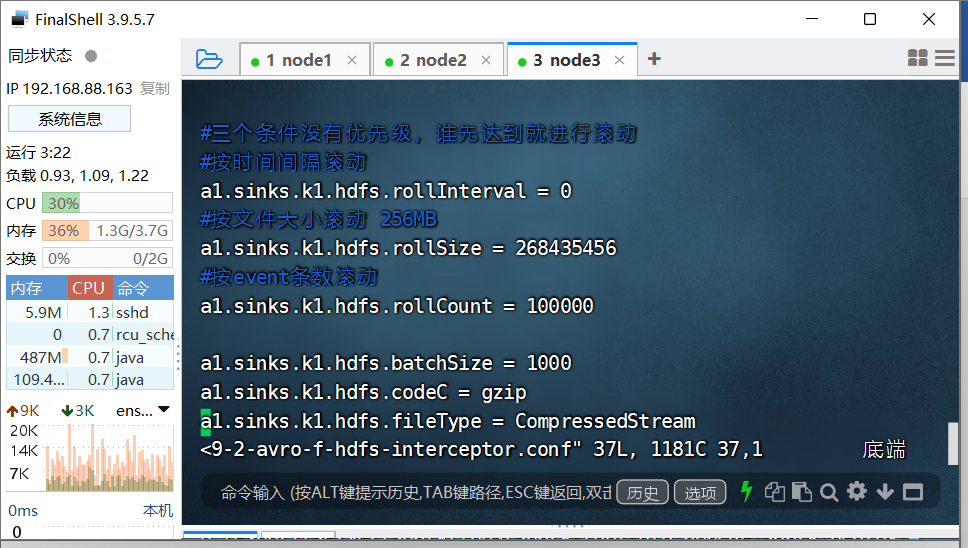 FinalShell 3.9.5.7
同步状态
IP 192.168.88.163 复制
系统信息
运行 3:22
负载 0.93, 1.09, 1.22
CPU 30%
内存 36% 1.3G/3.7G
交换 0% 0/2G
内存 CPU 命令
5.9M 1.3 sshd
0 0.7 rcu_sche
487M 0.7 java
109.4... 0.7 java
9K 3K ens...
20K
14K
7K
0ms 本机
0
1 node1
2 node2
3 node3
#三个条件没有优先级，谁先达到就进行滚动
#按时间间隔滚动
a1.sinks.k1.hdfs.rollInterval = 0
#按文件大小滚动 256MB
a1.sinks.k1.hdfs.rollSize = 268435456
#按event条数滚动
a1.sinks.k1.hdfs.rollCount = 100000
a1.sinks.k1.hdfs.batchSize = 1000
a1.sinks.k1.hdfs.codeC = gzip
a1.sinks.k1.hdfs.fileType = CompressedStream
<9-2-avro-f-hdfs-interceptor.conf" 37L, 1181C 37,1 底端
命令输入 (按ALT键提示历史,TAB键路径,ESC键返回,双击 历史 选项